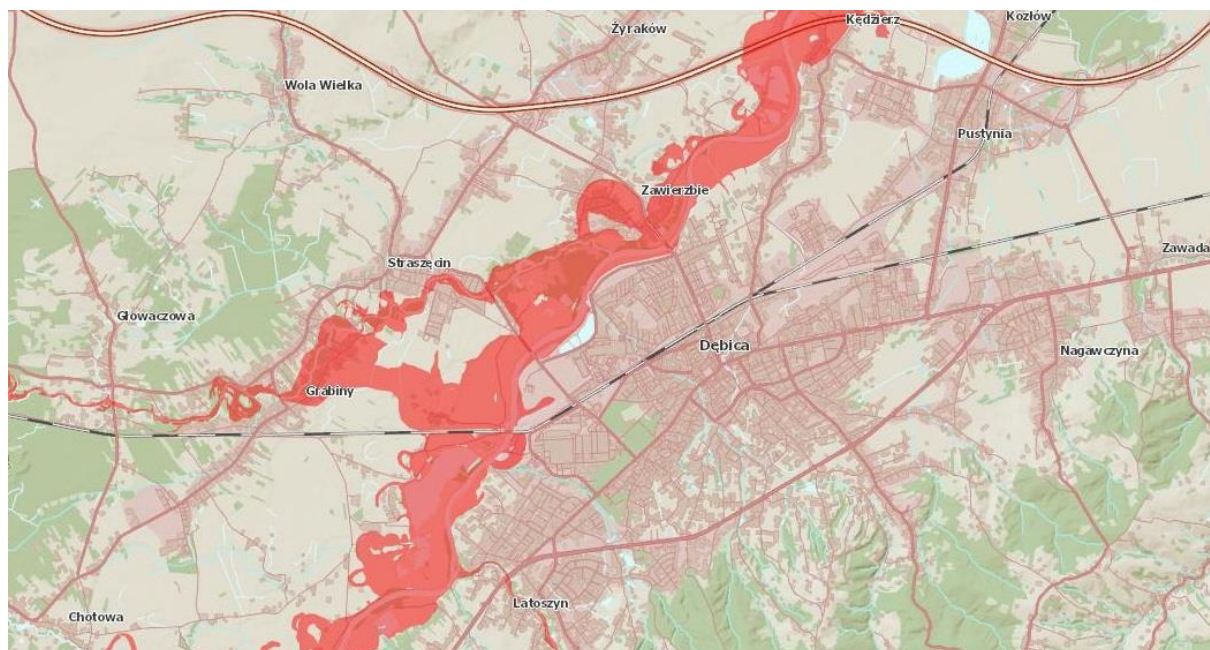 Kędzierz
Kozłów
Żyraków
Wola Wielka
Pustynia
Zawierzbie
Zawada
Straszęcin
Głowaczowa
Dębica
Nagawczyna
Grabiny
Latoszyn
Chotowa